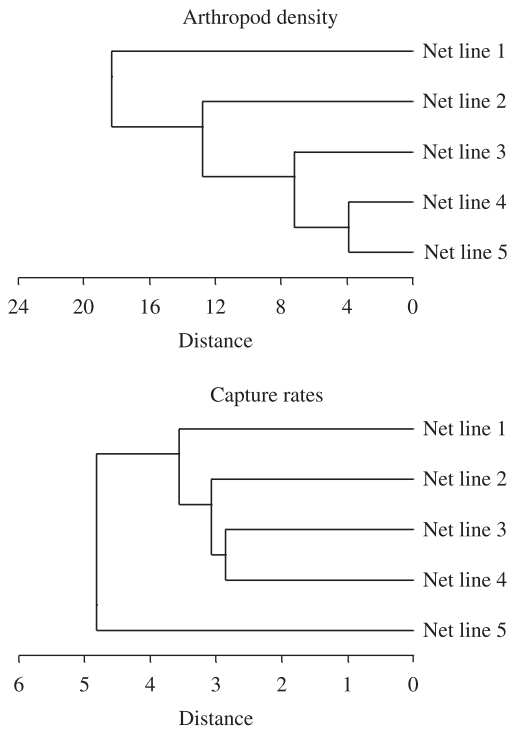 Arthropod density
Net line 1
Net line 2
Net line 3
Net line 4
Net line 5
24 20 16 12 8 4 0
Distance
Capture rates
Net line 1
Net line 2
Net line 3
Net line 4
Net line 5
6 5 4 3 2 1 0
Distance